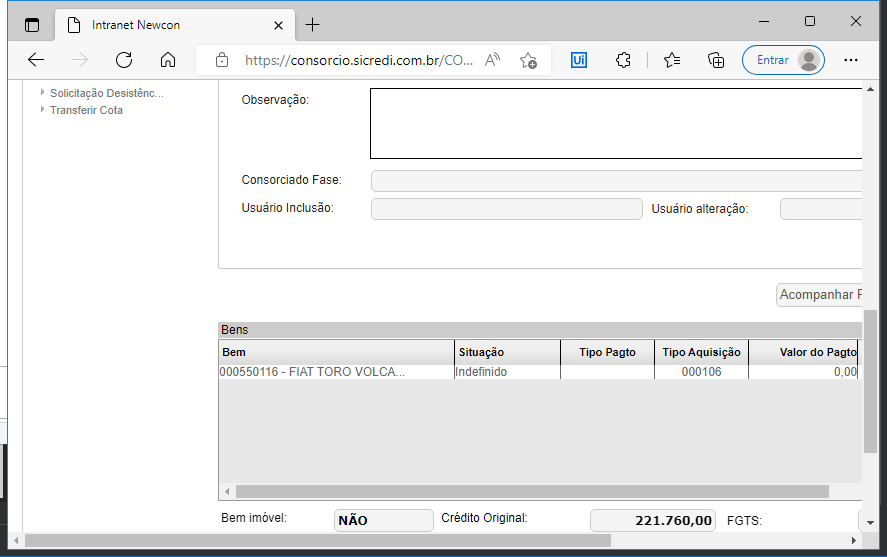 Intranet Newcon
https://consorcio.sicredi.com.br/CO...
Entrar
Solicitação Desistênc...
Transferir Cota
Observação:
Consorciado Fase:
Usuário Inclusão:
Usuário alteração:
Acompanhar P
Bens
Bem Situação Tipo Pagto Tipo Aquisição Valor do Pagto
000550116 - FIAT TORO VOLCA... Indefinido 000106 0,00
Bem imóvel: NÃO Crédito Original: 221.760,00 FGTS: